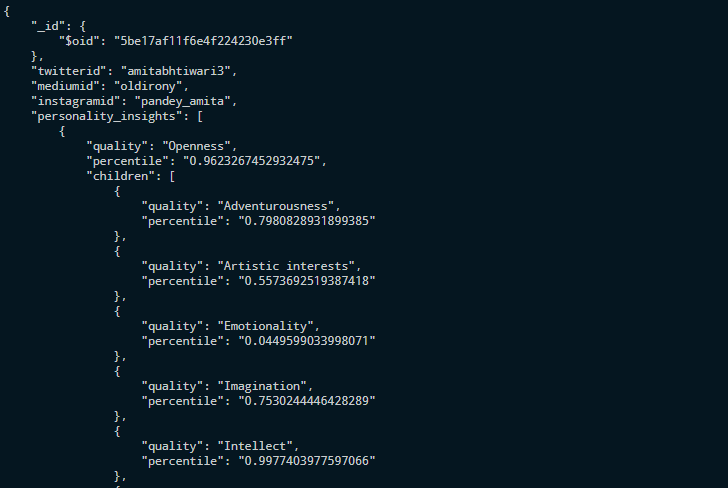 {
    "_id": {
        "$oid": "5be17af11f6e4f224230e3ff"
    },
    "twitterid": "amitabhtiwari3",
    "mediumid": "oldirony",
    "instagramid": "pandey_amita",
    "personality_insights": [
        {
            "quality": "Openness",
            "percentile": "0.9623267452932475",
            "children": [
                {
                    "quality": "Adventurousness",
                    "percentile": "0.7980828931899385"
                },
                {
                    "quality": "Artistic interests",
                    "percentile": "0.5573692519387418"
                },
                {
                    "quality": "Emotionality",
                    "percentile": "0.0449599033998071"
                },
                {
                    "quality": "Imagination",
                    "percentile": "0.7530244446428289"
                },
                {
                    "quality": "Intellect",
                    "percentile": "0.9977403977597066"
                },
                {